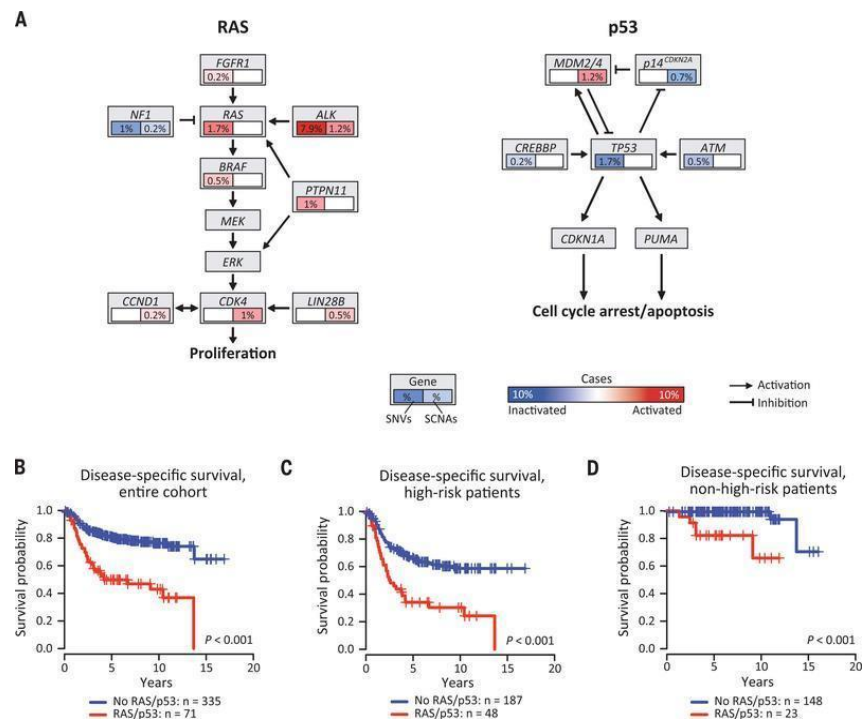 A
RAS
FGFR1
0.2%
NF1
1% 0.2%
RAS
1.7%
ALK
7.9% 1.2%
BRAF
0.5%
PTPN11
1%
MEK
ERK
CCND1
0.2%
CDK4
1%
LIN28B
0.5%
Proliferation
p53
MDM2/4
1.2%
p14CDKN2A
0.7%
CREBBP
0.2%
TP53
1.7%
ATM
0.5%
CDKN1A
PUMA
Cell cycle arrest/apoptosis
Gene
% %
SNVs SCNAs
Cases
10% 10%
Inactivated Activated
Activation
Inhibition
B
Disease-specific survival,
entire cohort
Survival probability
1.0
0.8
0.6
0.4
0.2
0.0
P < 0.001
0 5 10 15 20
Years
No RAS/p53: n = 335
RAS/p53: n = 71
C
Disease-specific survival,
high-risk patients
Survival probability
1.0
0.8
0.6
0.4
0.2
0.0
P < 0.001
0 5 10 15 20
Years
No RAS/p53: n = 187
RAS/p53: n = 48
D
Disease-specific survival,
non-high-risk patients
Survival probability
1.0
0.8
0.6
0.4
0.2
0.0
P < 0.001
0 5 10 15 20
Years
No RAS/p53: n = 148
RAS/p53: n = 23